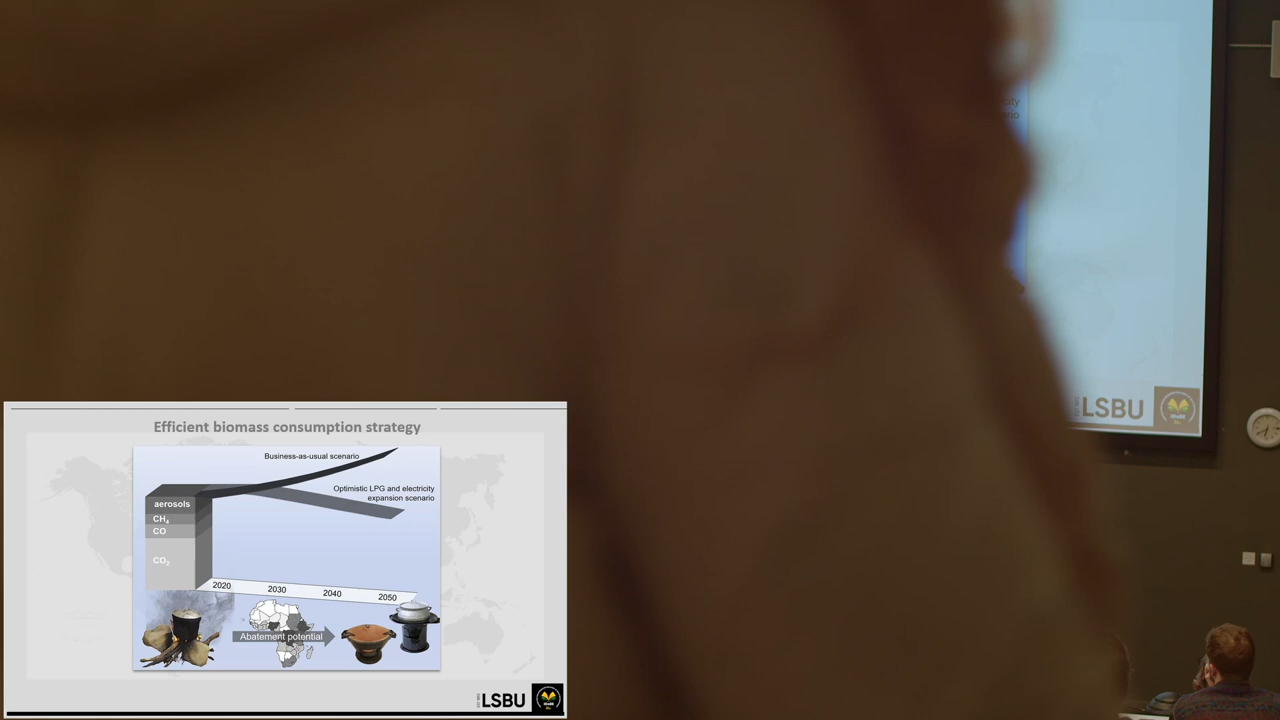 Efficient biomass consumption strategy
Business-as-usual scenario
Optimistic LPG and electricity
expansion scenario
aerosols
CH₄
CO
CO₂
2020
2030
2040
2050
Abatement potential
LSBU
LSBU